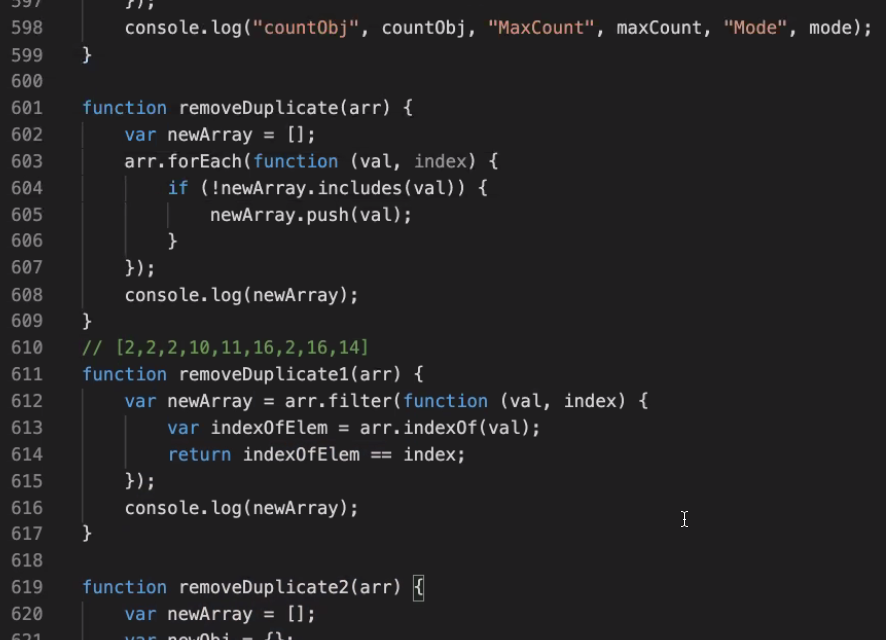 597 });
598 console.log("countObj", countObj, "MaxCount", maxCount, "Mode", mode);
599 }
600
601 function removeDuplicate(arr) {
602 var newArray = [];
603 arr.forEach(function (val, index) {
604 if (!newArray.includes(val)) {
605 newArray.push(val);
606 }
607 });
608 console.log(newArray);
609 }
610 // [2,2,2,10,11,16,2,16,14]
611 function removeDuplicate1(arr) {
612 var newArray = arr.filter(function (val, index) {
613 var indexOfElem = arr.indexOf(val);
614 return indexOfElem == index;
615 });
616 console.log(newArray);
617 }
618
619 function removeDuplicate2(arr) {
620 var newArray = [];
621 var newObj = {};